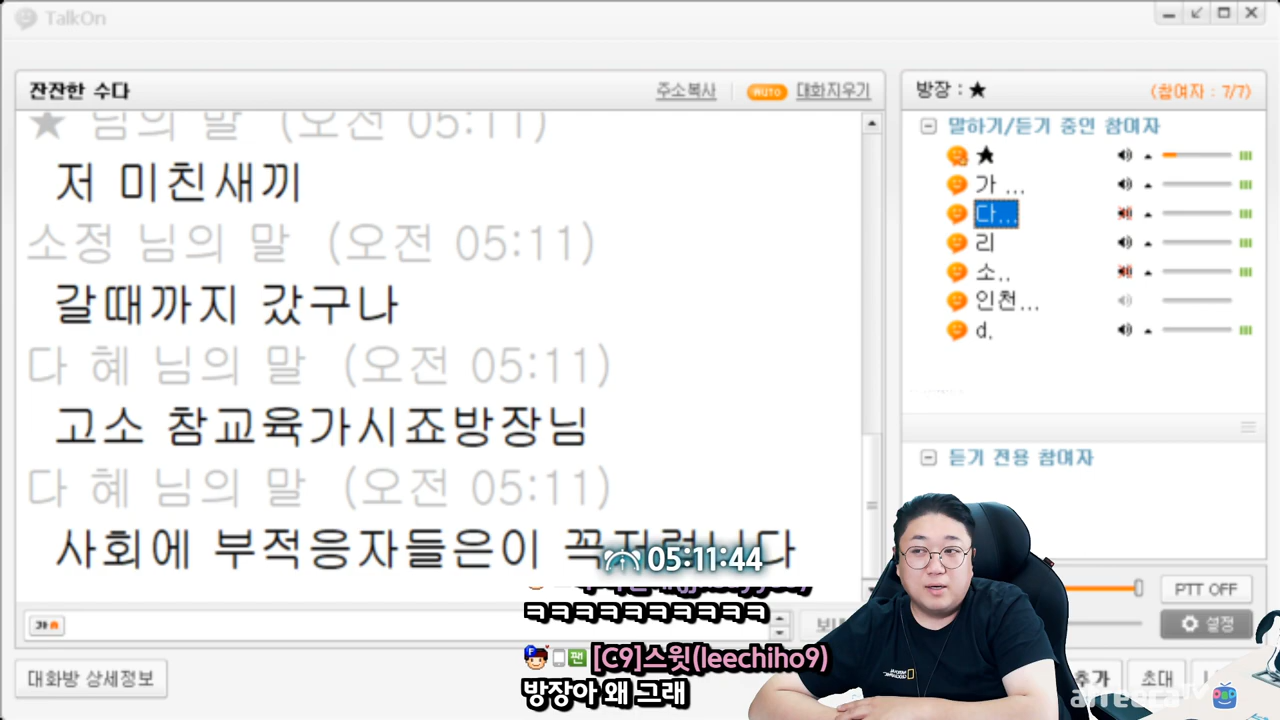 TalkOn
잔잔한 수다
주소복사
AUTO
대화지우기
★ 님의 말 (오전 05:11)
저 미친새끼
소정 님의 말 (오전 05:11)
갈때까지 갔구나
다 혜 님의 말 (오전 05:11)
고소 참교육가시죠방장님
다 혜 님의 말 (오전 05:11)
사회에 부적응자들은이
05:11:44
ㅋㅋㅋㅋㅋㅋㅋㅋㅋㅋ
팬 [C9]스윗(leechiho9)
방장아 왜 그래
가
대화방 상세정보
방장 : ★
(참여자 : 7/7)
말하기/듣기 중인 참여자
★
가 ...
다...
리
소..
인천...
d.
듣기 전용 참여자
PTT OFF
설정
추가
초대
afreecaTV